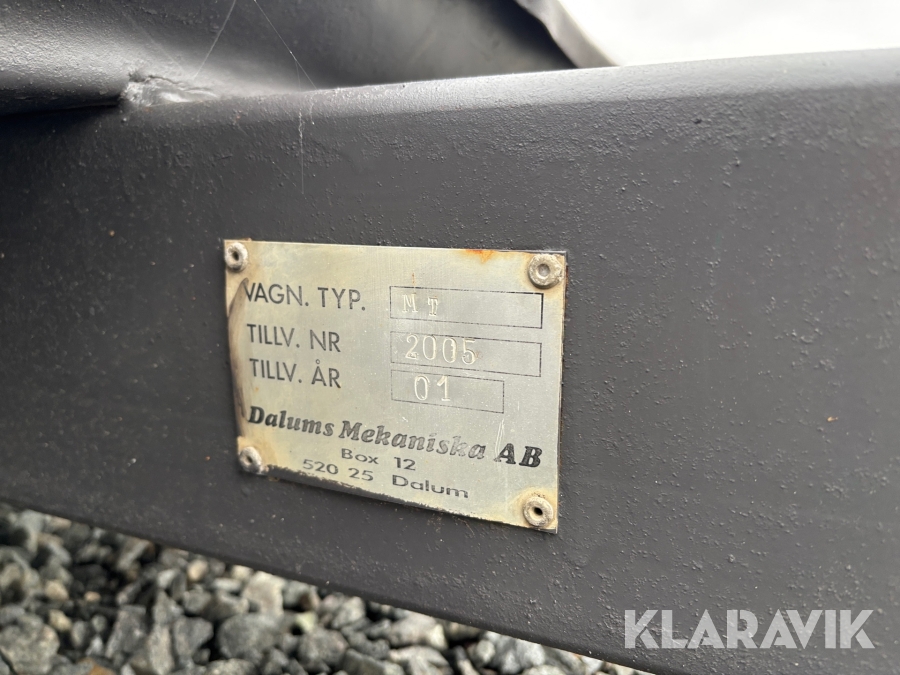 VAGN. TYP. MT
TILLV. NR 2005
TILLV. ÅR 01
Dalums Mekaniska AB
Box 12
520 25 Dalum
KLARAVIK